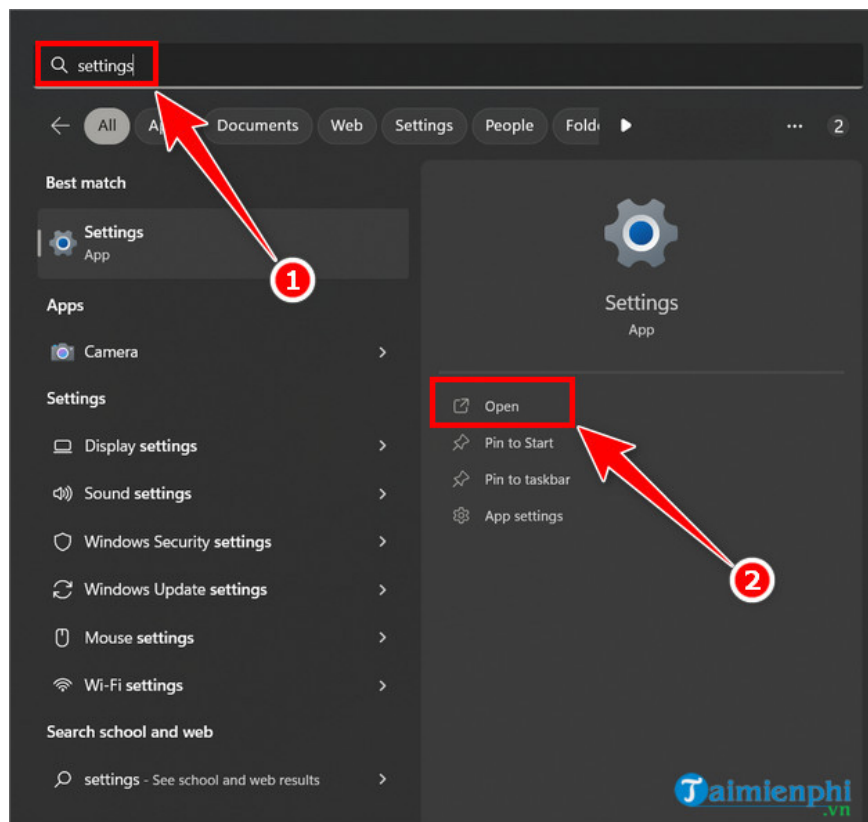 settings
All
Documents
Web
Settings
People
2
Best match
Settings
App
1
Settings
App
Apps
Camera
Settings
Open
Display settings
Pin to Start
Pin to taskbar
Sound settings
App settings
Windows Security settings
2
Windows Update settings
Mouse settings
Wi-Fi settings
Search school and web
settings - See school and web results
Taimienphi
.vn